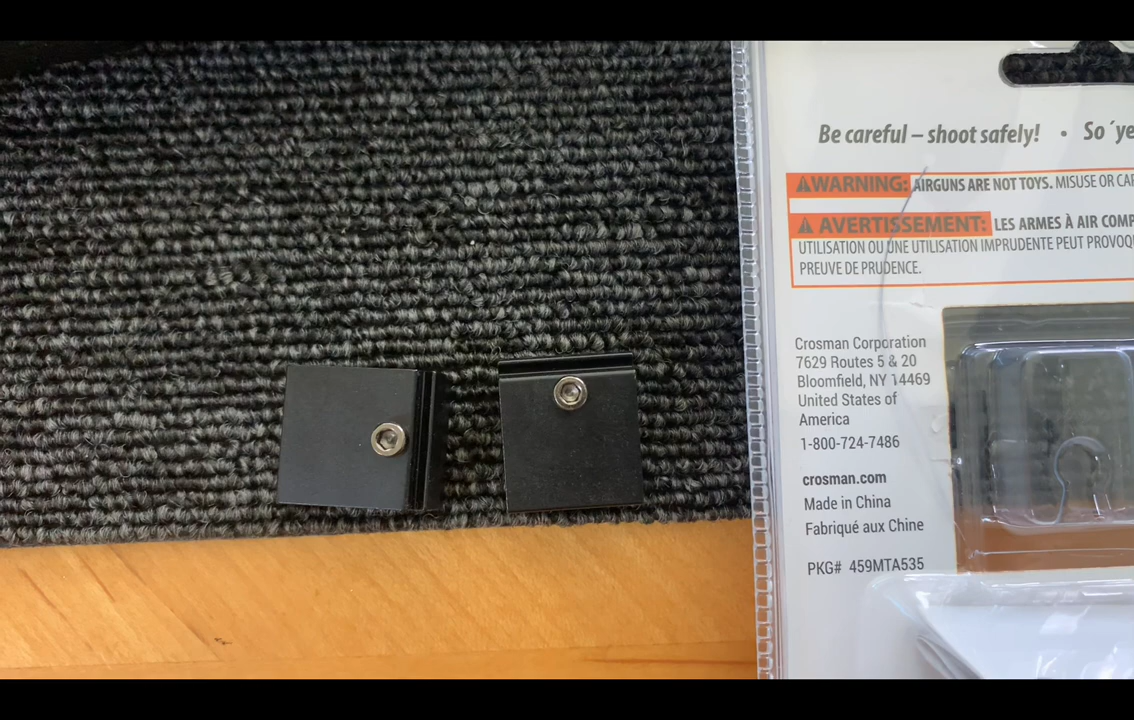 Be careful – shoot safely! • So´ye
⚠WARNING: AIRGUNS ARE NOT TOYS. MISUSE OR CAR
⚠ AVERTISSEMENT: LES ARMES À AIR COMP
UTILISATION OU UNE UTILISATION IMPRUDENTE PEUT PROVOQU
PREUVE DE PRUDENCE.
Crosman Corporation
7629 Routes 5 & 20
Bloomfield, NY 14469
United States of
America
1-800-724-7486
crosman.com
Made in China
Fabriqué aux Chine
PKG# 459MTA535